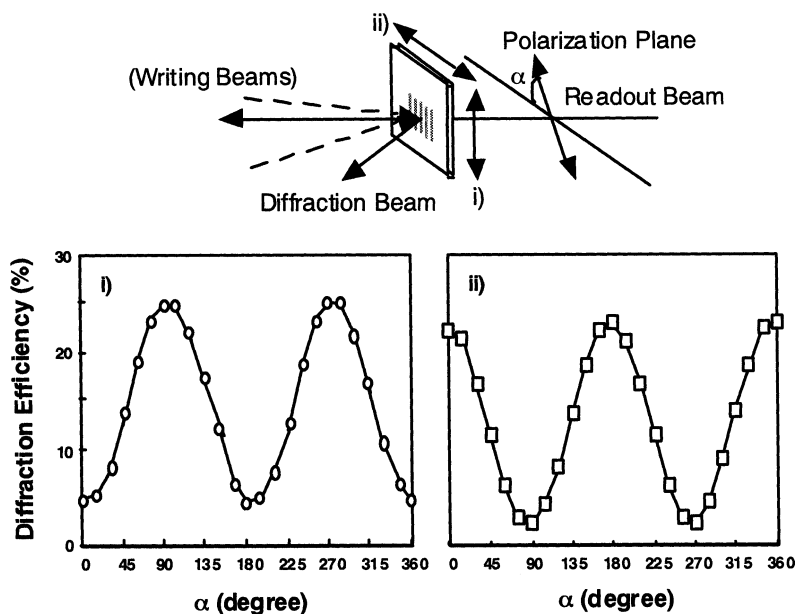 ii)
Polarization Plane
(Writing Beams)
α
Readout Beam
Diffraction Beam
i)
Diffraction Efficiency (%)
30
20
10
0
i)
0 45 90 135 180 225 270 315 360
α (degree)
ii)
0 45 90 135 180 225 270 315 360
α (degree)